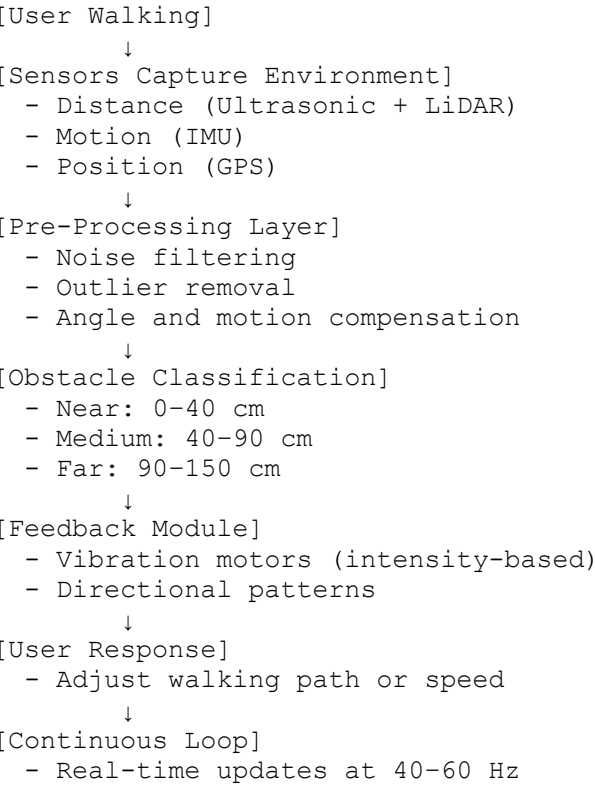 [User Walking]
↓
[Sensors Capture Environment]
- Distance (Ultrasonic + LiDAR)
- Motion (IMU)
- Position (GPS)
↓
[Pre-Processing Layer]
- Noise filtering
- Outlier removal
- Angle and motion compensation
↓
[Obstacle Classification]
- Near: 0–40 cm
- Medium: 40–90 cm
- Far: 90–150 cm
↓
[Feedback Module]
- Vibration motors (intensity-based)
- Directional patterns
↓
[User Response]
- Adjust walking path or speed
↓
[Continuous Loop]
- Real-time updates at 40–60 Hz